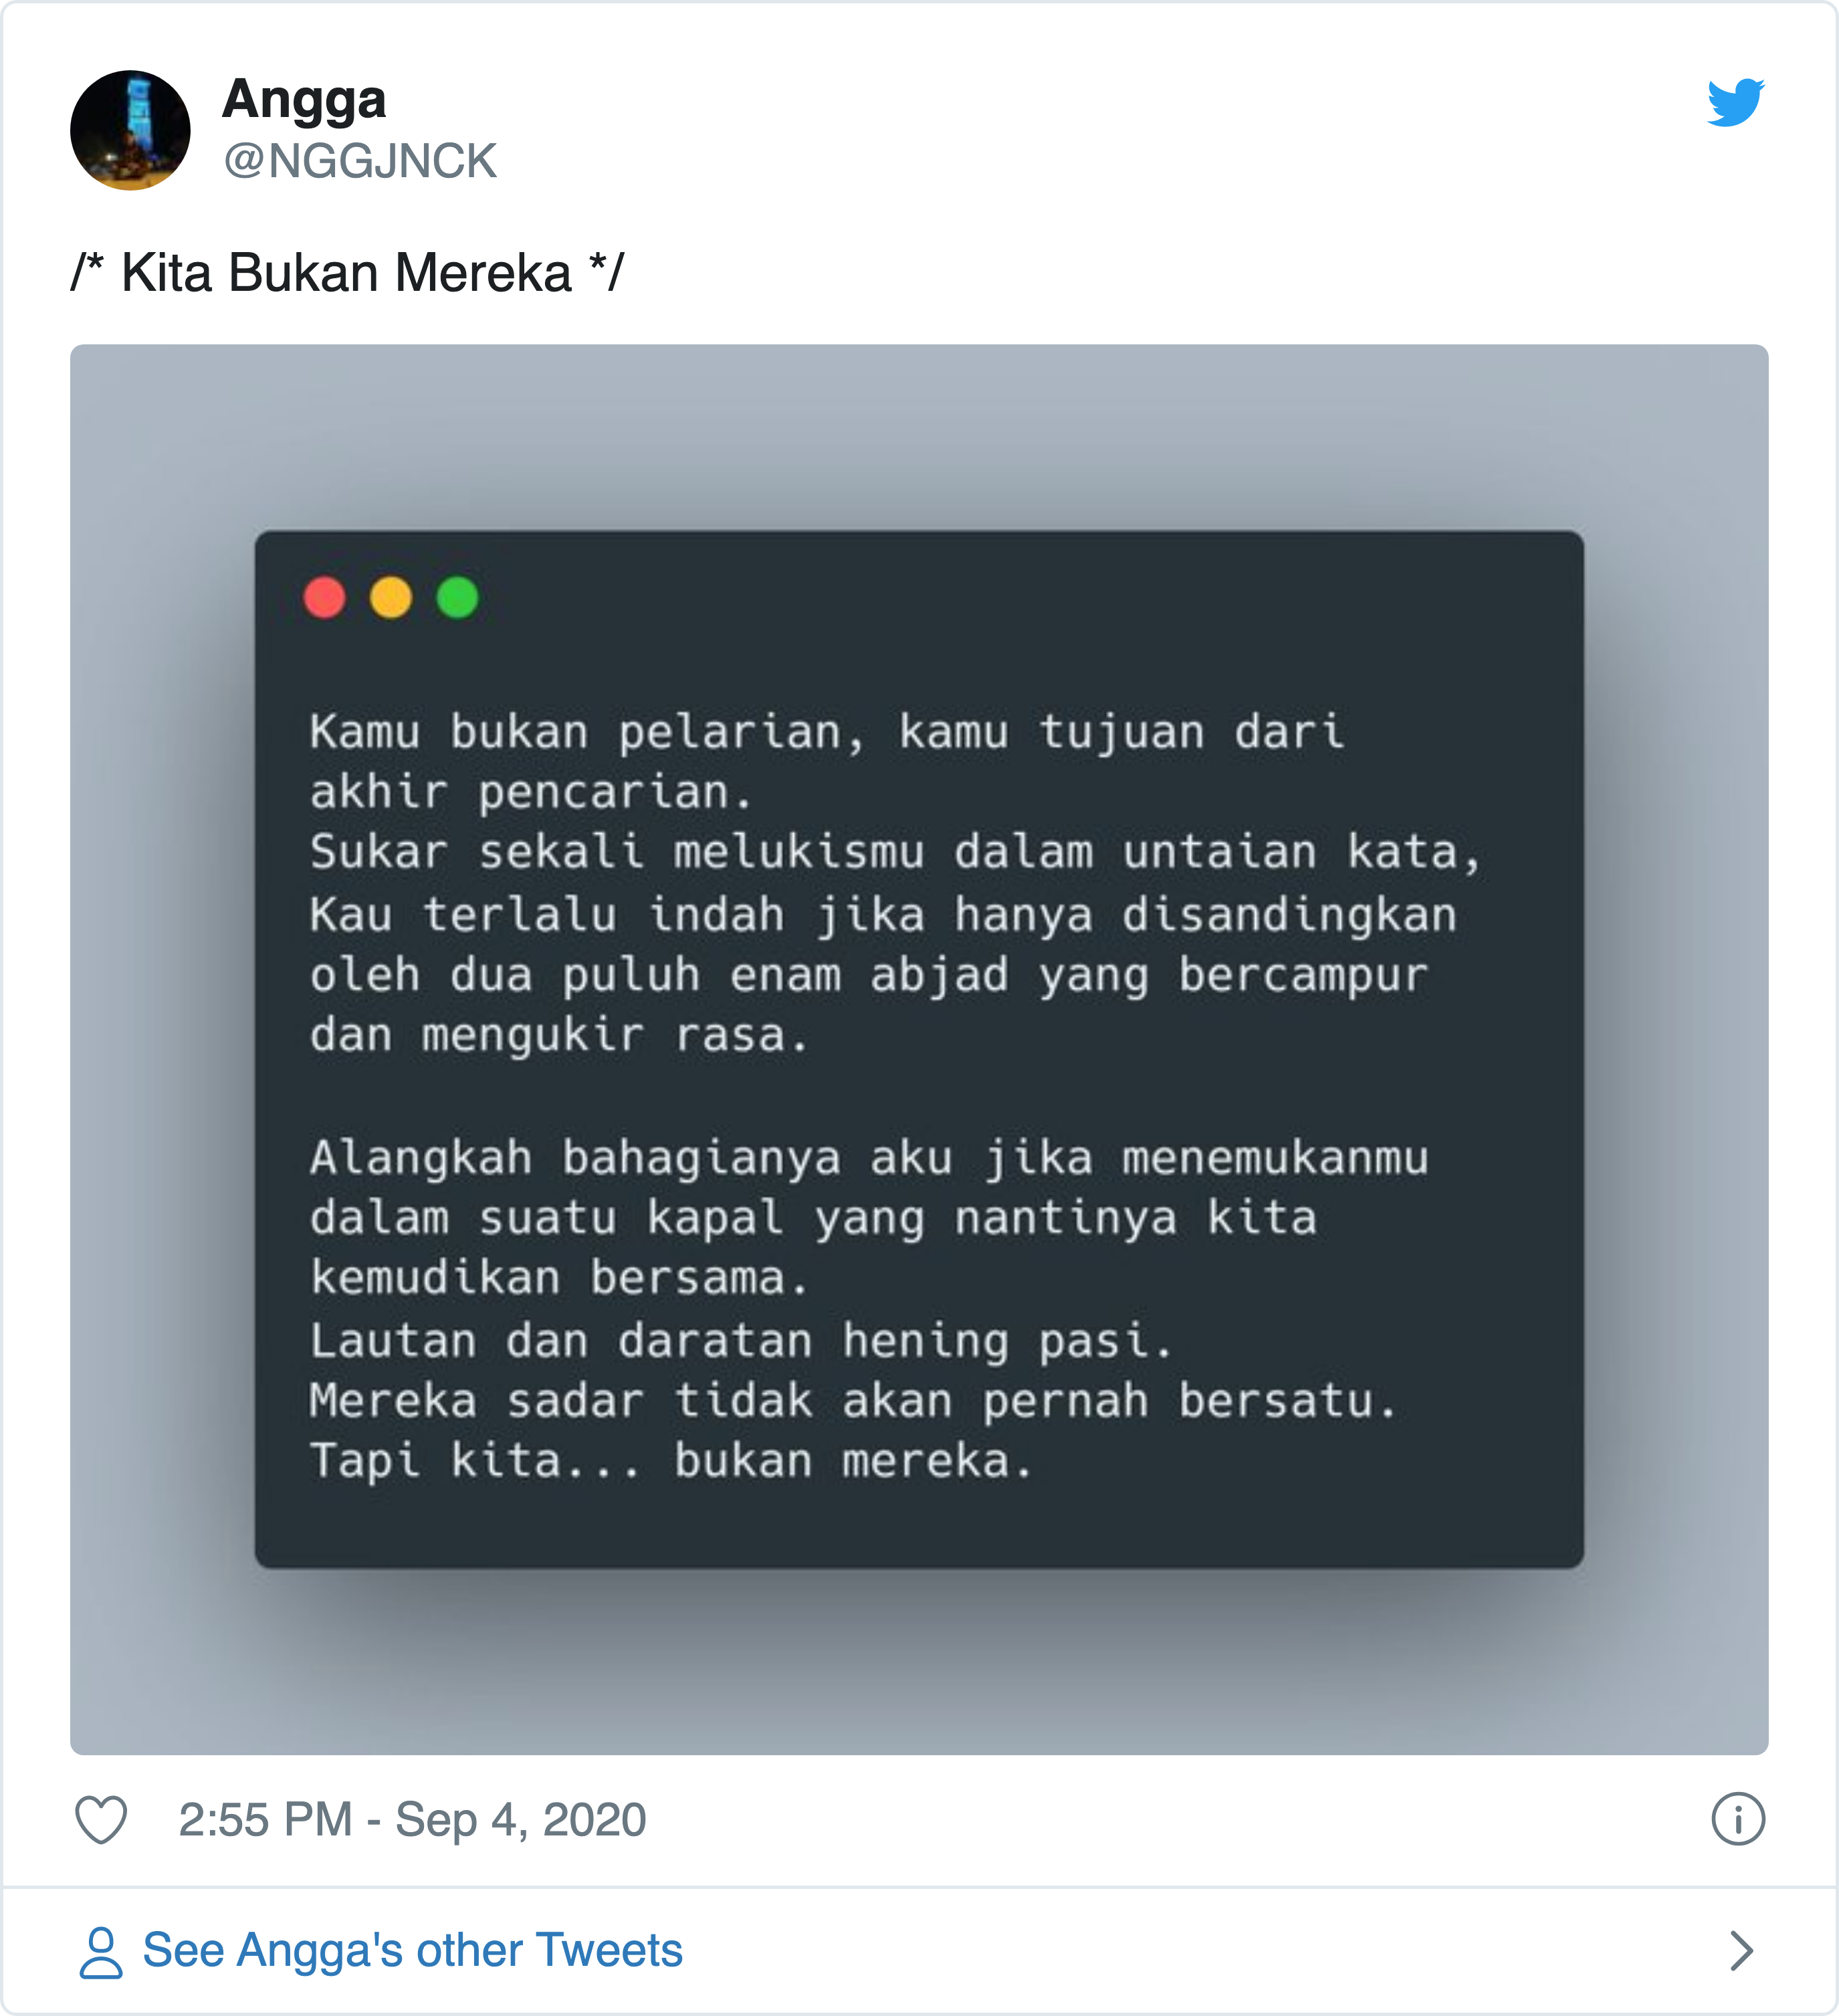 Angga
@NGGJNCK
/* Kita Bukan Mereka */
Kamu bukan pelarian, kamu tujuan dari
akhir pencarian.
Sukar sekali melukismu dalam untaian kata,
Kau terlalu indah jika hanya disandingkan
oleh dua puluh enam abjad yang bercampur
dan mengukir rasa.
Alangkah bahagianya aku jika menemukanmu
dalam suatu kapal yang nantinya kita
kemudikan bersama.
Lautan dan daratan hening pasi.
Mereka sadar tidak akan pernah bersatu.
Tapi kita... bukan mereka.
2:55 PM - Sep 4, 2020
See Angga's other Tweets